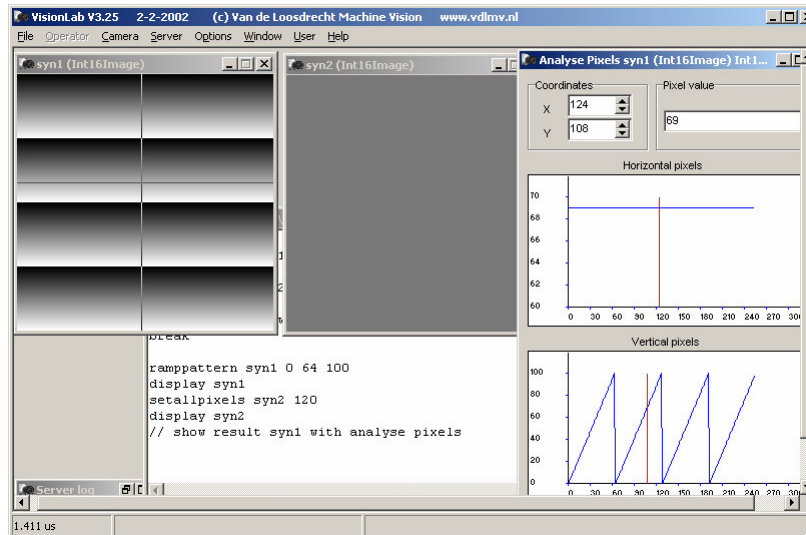 VisionLab V3.25 2-2-2002 (c) Van de Loosdrecht Machine Vision www.vdlmv.nl
File Operator Camera Server Options Window User Help
syn1 (Int16Image)
syn2 (Int16Image)
Analyse Pixels syn1 (Int16Image) Int1...
Coordinates
X 124
Y 108
Pixel value
69
Horizontal pixels
70
68
66
64
62
60
0 30 60 90 120 150 180 210 240 270 300
break
ramppattern syn1 0 64 100
display syn1
setallpixels syn2 120
display syn2
// show result syn1 with analyse pixels
Vertical pixels
100
80
60
40
20
0
0 30 60 90 120 150 180 210 240 270
Server log
1.411 us